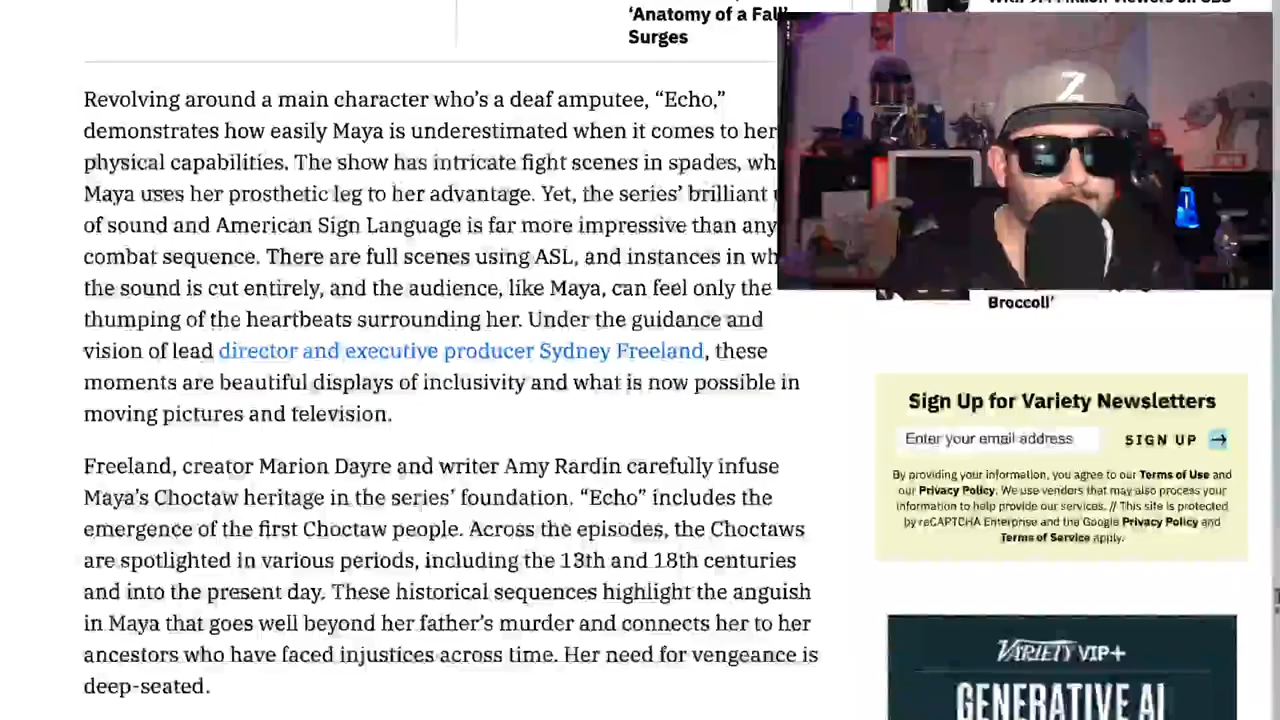 'Anatomy of a Fall'
Surges
Revolving around a main character who's a deaf amputee, "Echo,"
demonstrates how easily Maya is underestimated when it comes to her
physical capabilities. The show has intricate fight scenes in spades, wh
Maya uses her prosthetic leg to her advantage. Yet, the series' brilliant
of sound and American Sign Language is far more impressive than any
combat sequence. There are full scenes using ASL, and instances in wh
the sound is cut entirely, and the audience, like Maya, can feel only the
thumping of the heartbeats surrounding her. Under the guidance and
vision of lead director and executive producer Sydney Freeland, these
moments are beautiful displays of inclusivity and what is now possible in
moving pictures and television.
Freeland, creator Marion Dayre and writer Amy Rardin carefully infuse
Maya's Choctaw heritage in the series' foundation. "Echo" includes the
emergence of the first Choctaw people. Across the episodes, the Choctaws
are spotlighted in various periods, including the 13th and 18th centuries
and into the present day. These historical sequences highlight the anguish
in Maya that goes well beyond her father's murder and connects her to her
ancestors who have faced injustices across time. Her need for vengeance is
deep-seated.
Z
Broccoli'
Sign Up for Variety Newsletters
Enter your email address SIGN UP →
By providing your information, you agree to our Terms of Use and
our Privacy Policy. We use vendors that may also process your
information to help provide our services. // This site is protected
by reCAPTCHA Enterprise and the Google Privacy Policy and
Terms of Service apply.
VARIETY VIP+
GENERATIVE AI